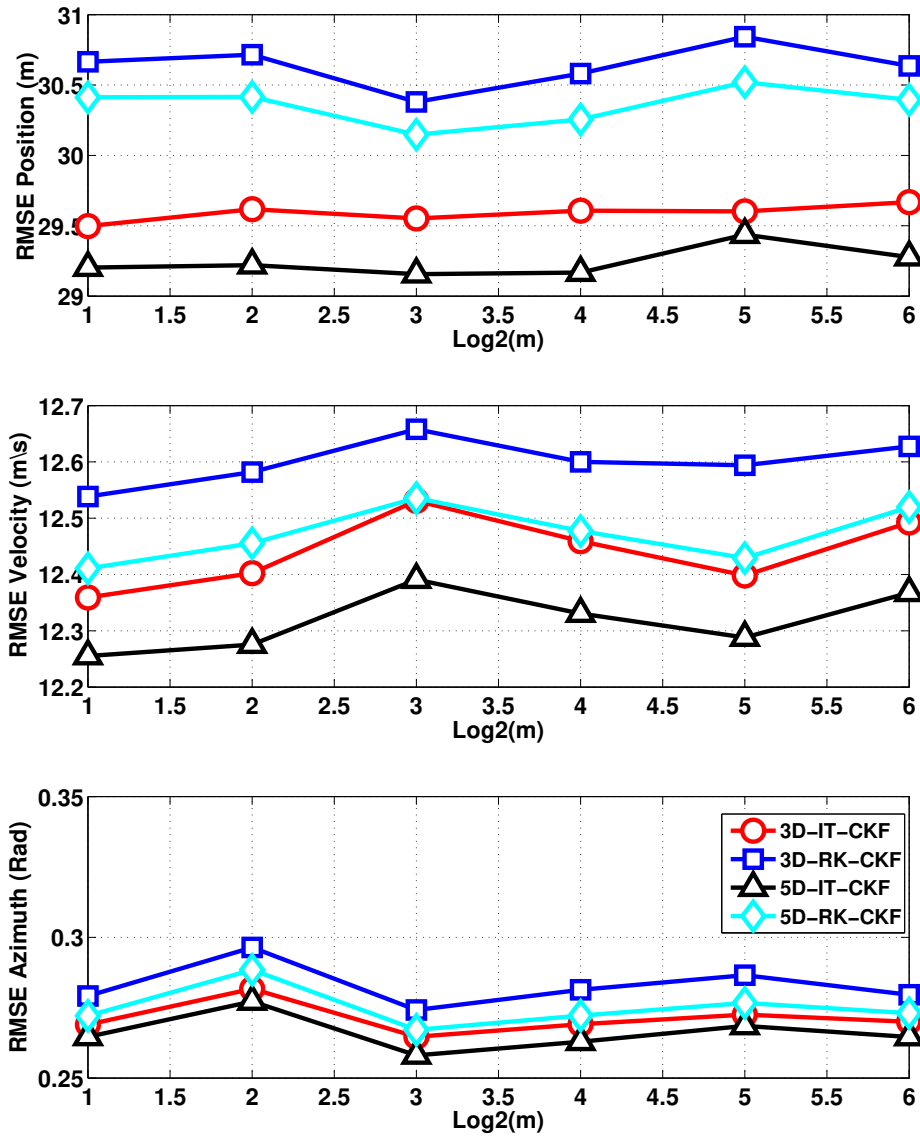 31
30.5
30
29.5
29
RMSE Position (m)
1 1.5 2 2.5 3 3.5 4 4.5 5 5.5 6
Log2(m)
12.7
12.6
12.5
12.4
12.3
12.2
RMSE Velocity (m\s)
1 1.5 2 2.5 3 3.5 4 4.5 5 5.5 6
Log2(m)
0.35
0.3
0.25
RMSE Azimuth (Rad)
3D-IT-CKF
3D-RK-CKF
5D-IT-CKF
5D-RK-CKF
1 1.5 2 2.5 3 3.5 4 4.5 5 5.5 6
Log2(m)